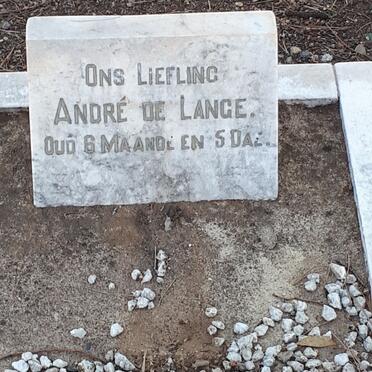 ONS LIEFLING
ANDRÉ DE LANGE.
OUD 6 MAANDE EN 5 DAE.